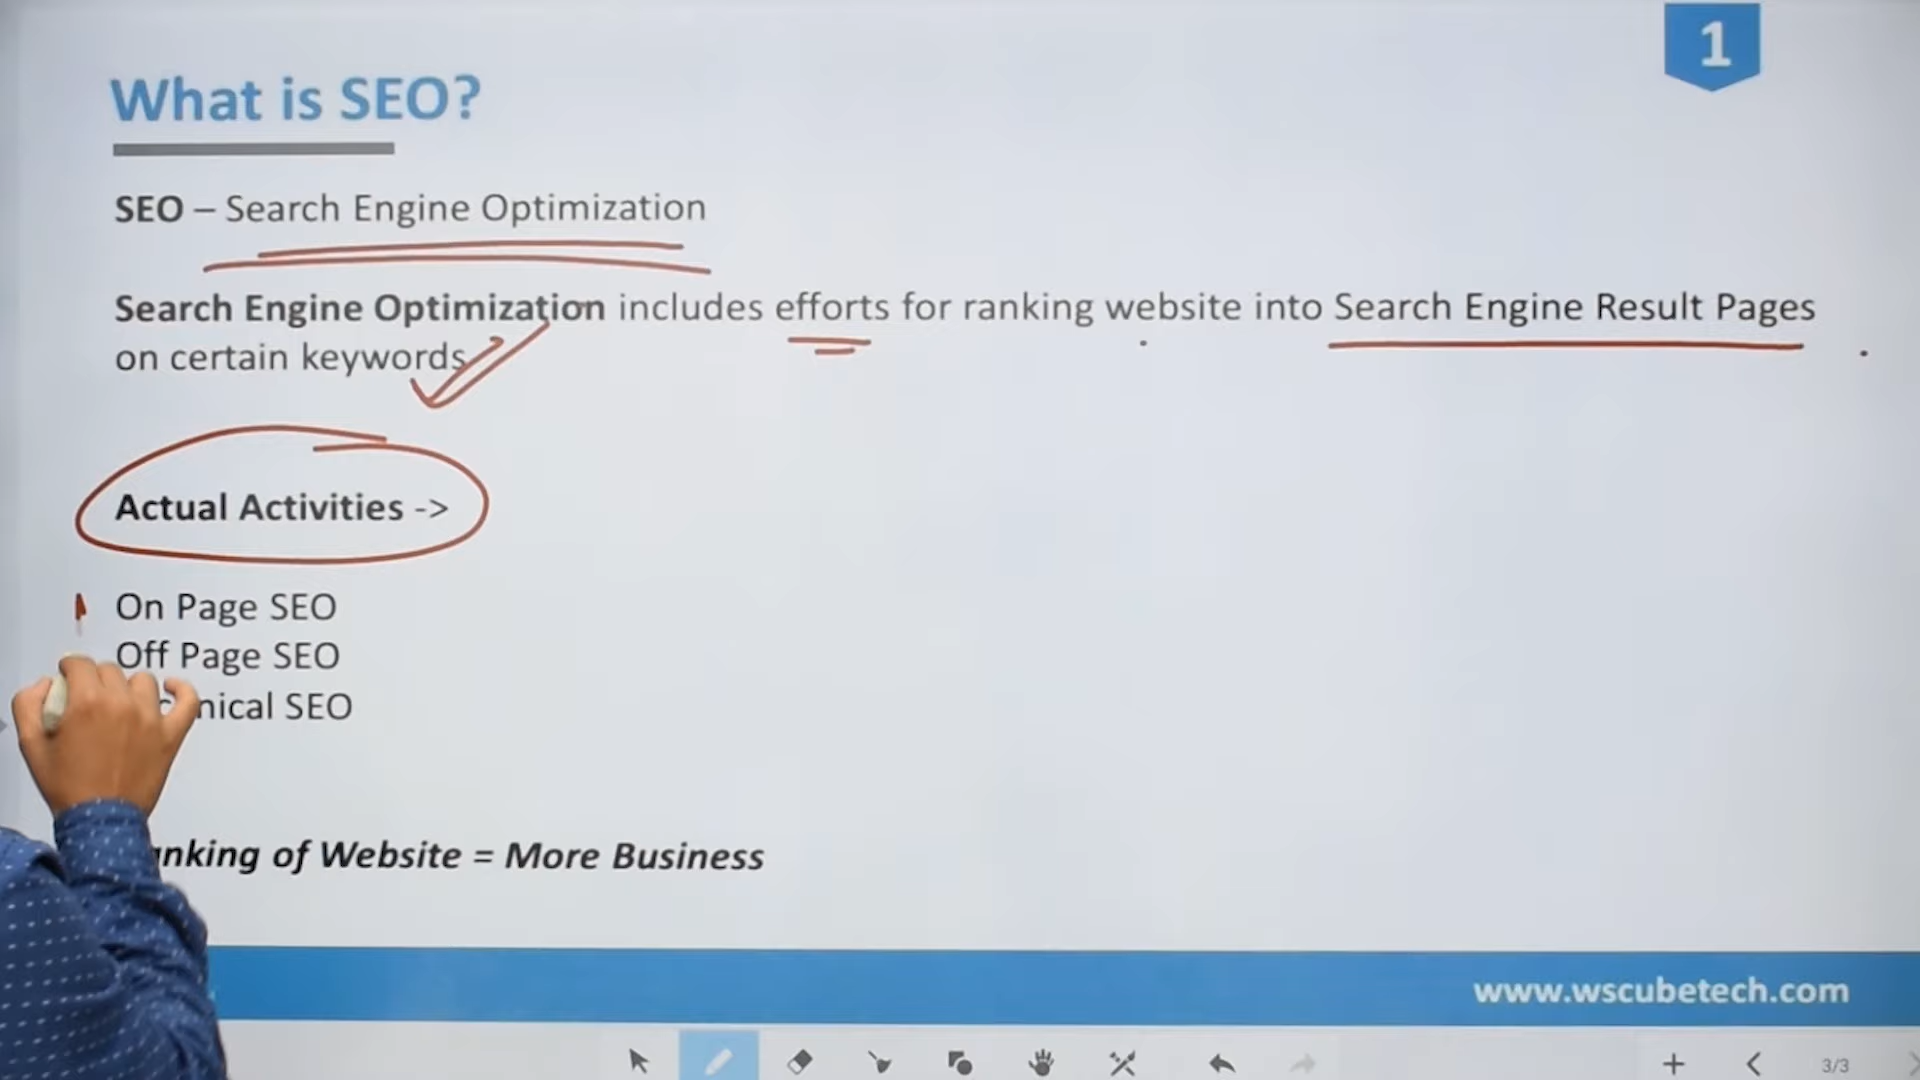 1
What is SEO?
SEO – Search Engine Optimization
Search Engine Optimization includes efforts for ranking website into Search Engine Result Pages
on certain keywords
Actual Activities ->
On Page SEO
Off Page SEO
SEO
of Website = More Business
www.wscubetech.com
3/3